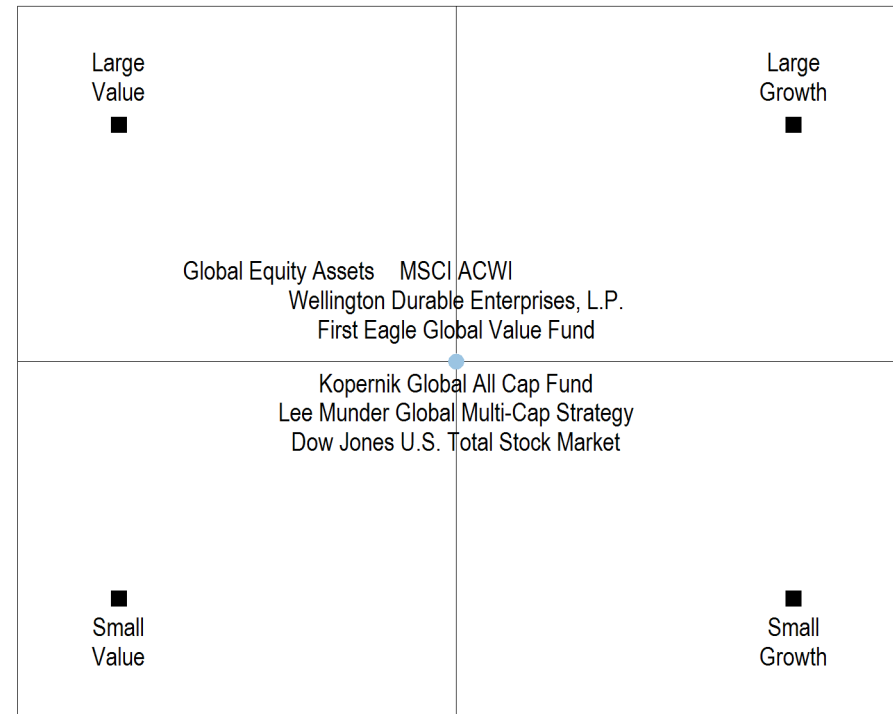 Large
Value
Large
Growth
Global Equity Assets MSCI ACWI
Wellington Durable Enterprises, L.P.
First Eagle Global Value Fund
Kopernik Global All Cap Fund
Lee Munder Global Multi-Cap Strategy
Dow Jones U.S. Total Stock Market
Small
Value
Small
Growth